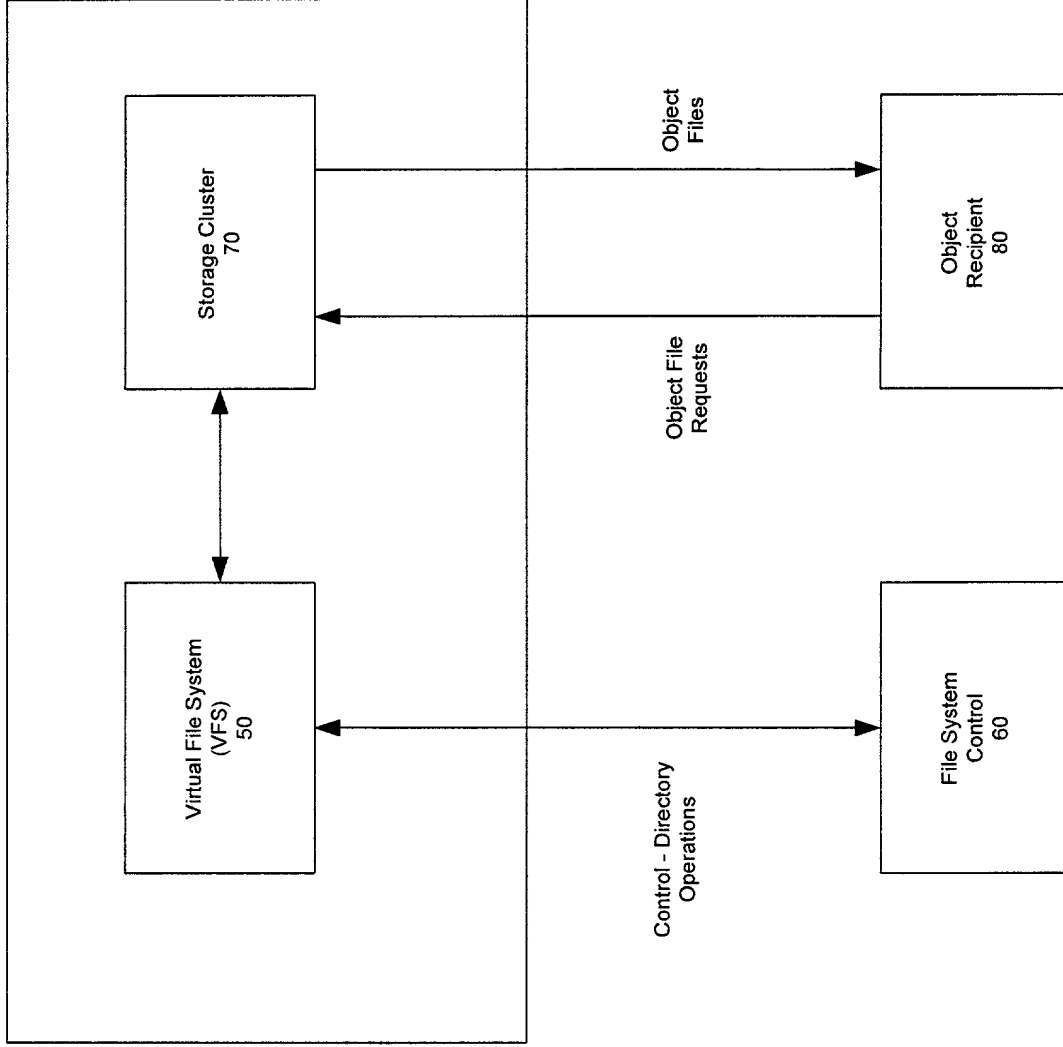 Virtual File System
(VFS)
50
Storage Cluster
70
Control - Directory
Operations
Object File
Requests
Object
Files
File System
Control
60
Object
Recipient
80